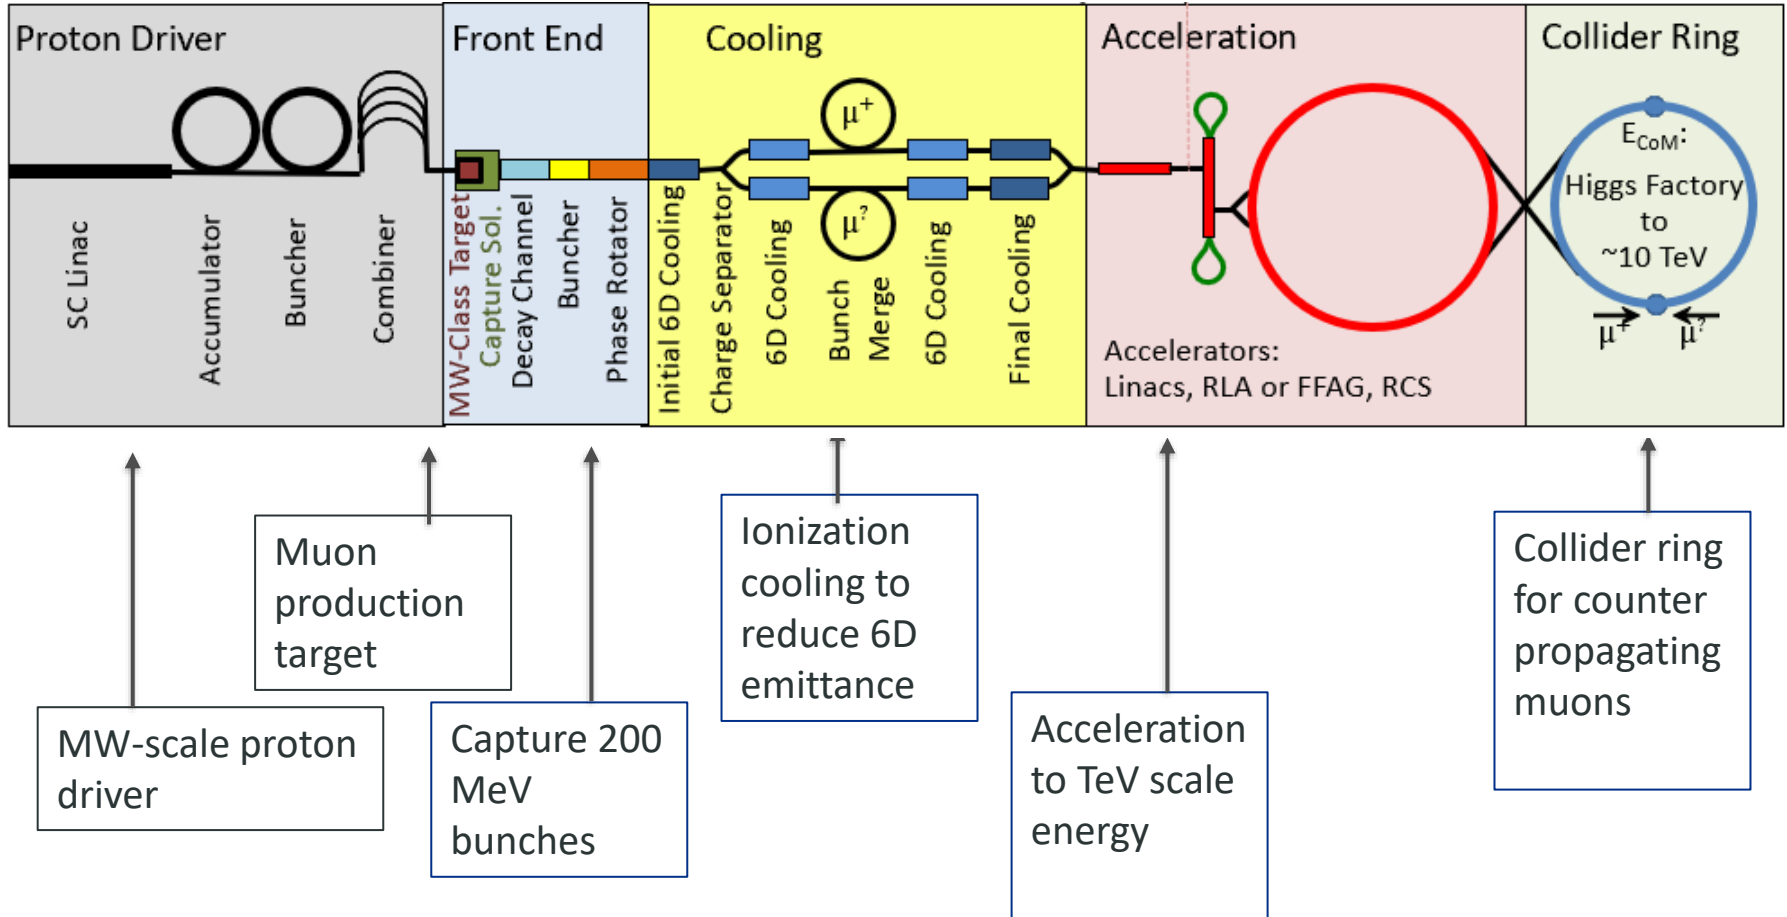 Proton Driver
Front End
Cooling
Acceleration
Collider Ring
SC Linac
Accumulator
Buncher
Combiner
MW-Class Target
Capture Sol.
Decay Channel
Buncher
Phase Rotator
Initial 6D Cooling
Charge Separator
6D Cooling
μ+
μ?
Bunch
Merge
6D Cooling
Final Cooling
Accelerators:
Linacs, RLA or FFAG, RCS
ECoM:
Higgs Factory
to
~10 TeV
μ+
μ?
MW-scale proton
driver
Muon
production
target
Capture 200
MeV
bunches
Ionization
cooling to
reduce 6D
emittance
Acceleration
to TeV scale
energy
Collider ring
for counter
propagating
muons